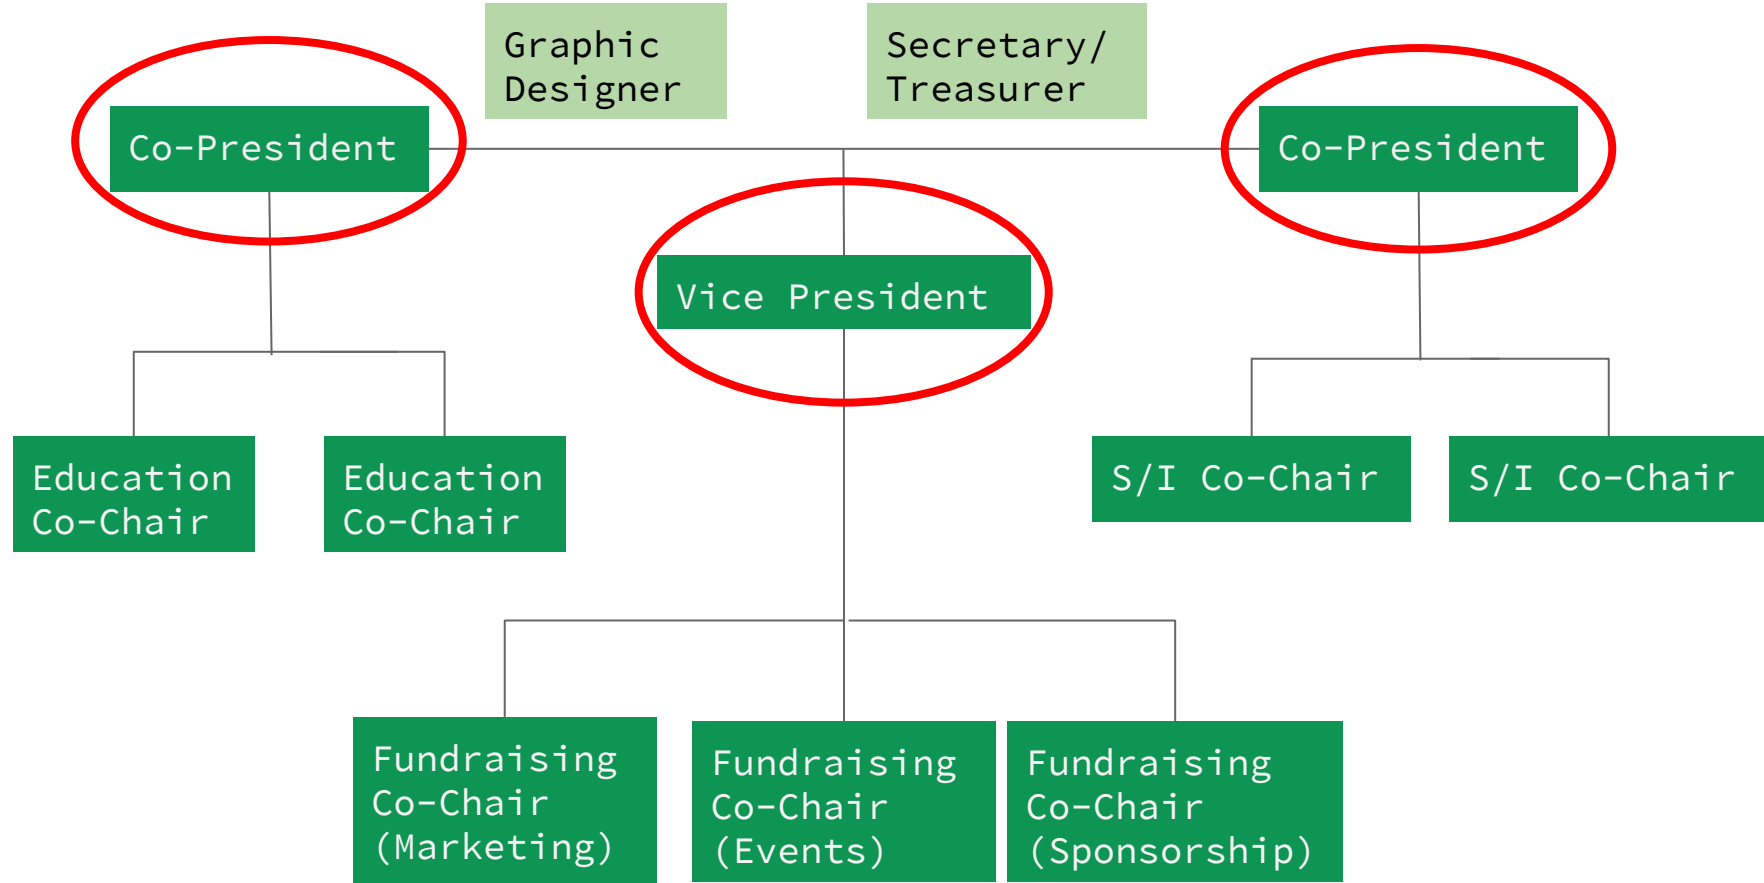 Graphic
Designer
Secretary/
Treasurer
Co-President
Co-President
Vice President
Education
Co-Chair
Education
Co-Chair
S/I Co-Chair
S/I Co-Chair
Fundraising
Co-Chair
(Marketing)
Fundraising
Co-Chair
(Events)
Fundraising
Co-Chair
(Sponsorship)